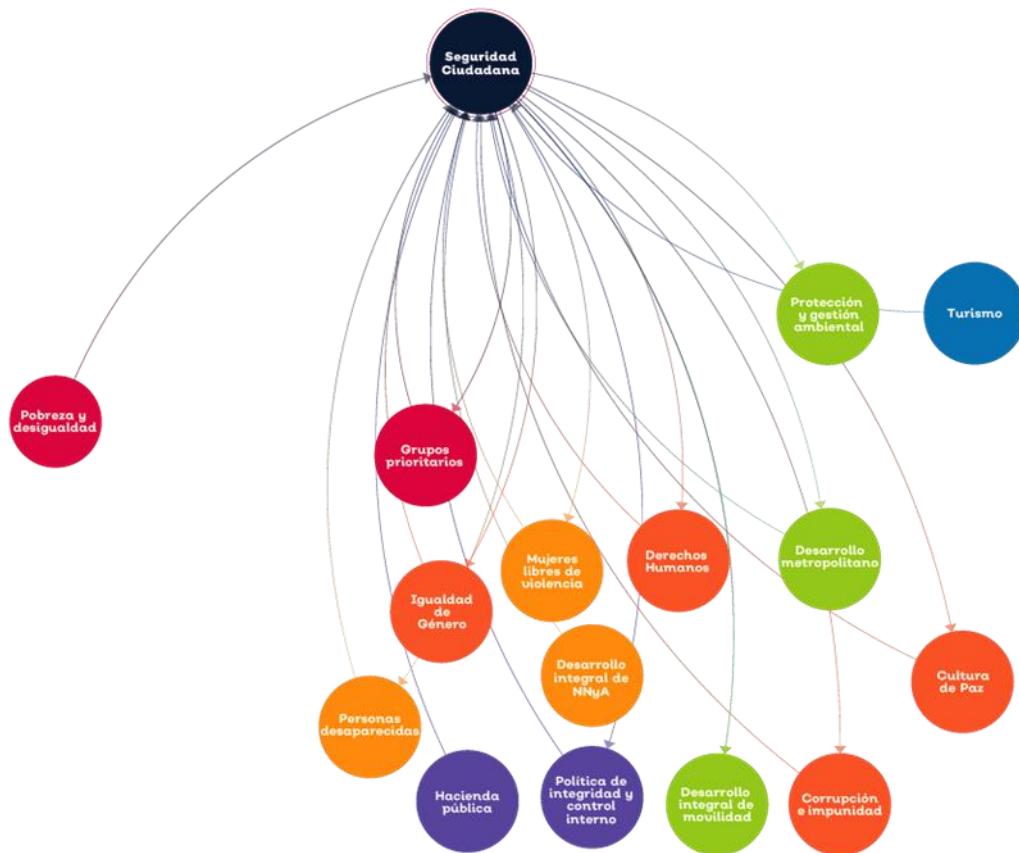 Seguridad
Ciudadana
Protección
y gestión
ambiental
Turismo
Pobreza y
desigualdad
Grupos
prioritarios
Mujeres
libres de
violencia
Derechos
Humanos
Desarrollo
metropolitano
Igualdad
de
Género
Desarrollo
integral de
NNyA
Cultura
de Paz
Personas
desaparecidas
Hacienda
pública
Política de
integridad y
control
interno
Desarrollo
integral de
movilidad
Corrupción
e impunidad